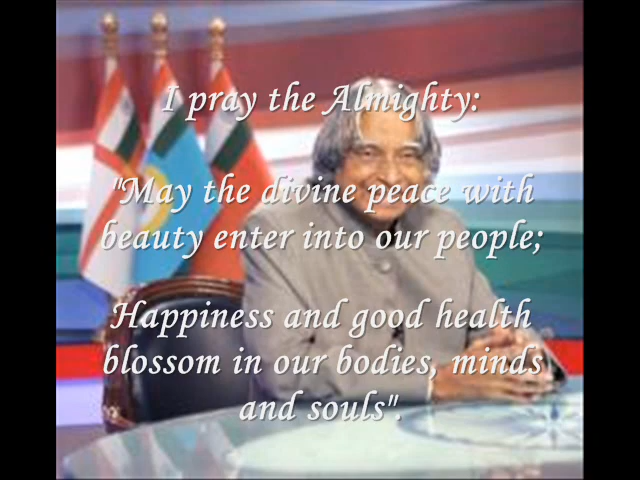 I pray the Almighty:
"May the divine peace with
beauty enter into our people;
Happiness and good health
blossom in our bodies, minds
and souls".